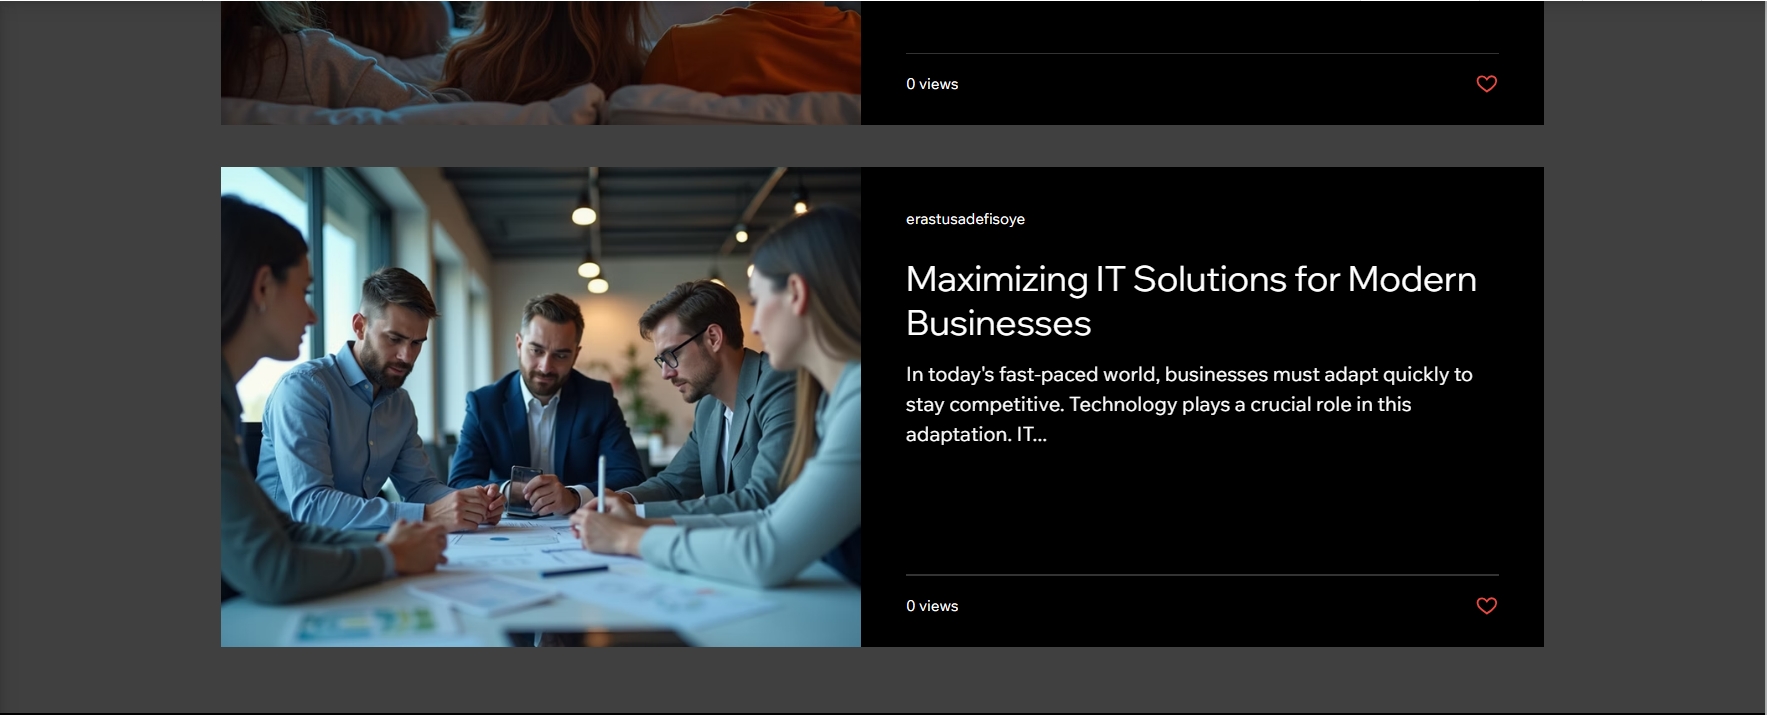 0 views
erastusadefisoye
Maximizing IT Solutions for Modern
Businesses
In today's fast-paced world, businesses must adapt quickly to
stay competitive. Technology plays a crucial role in this
adaptation. IT...
0 views